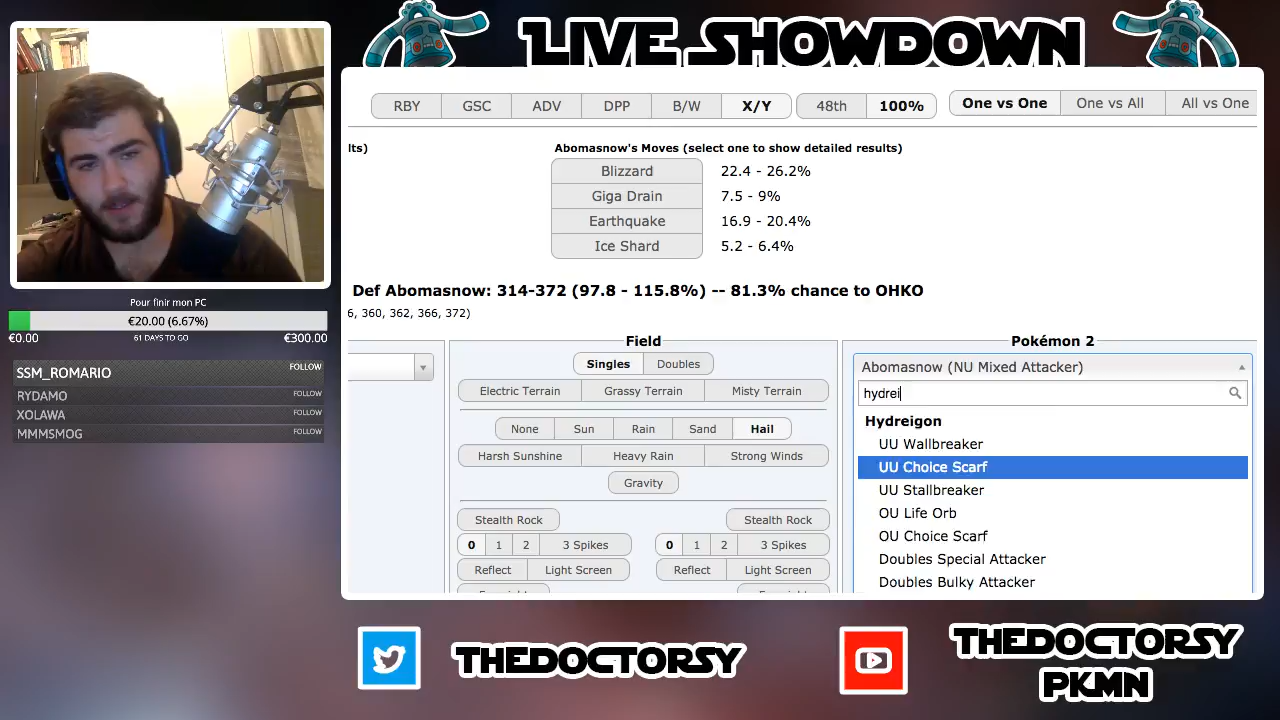 LIVE SHOWDOWN
RBY GSC ADV DPP B/W X/Y 48th 100% One vs One One vs All All vs One
lts) Abomasnow's Moves (select one to show detailed results)
Blizzard 22.4 - 26.2%
Giga Drain 7.5 - 9%
Earthquake 16.9 - 20.4%
Ice Shard 5.2 - 6.4%
Def Abomasnow: 314-372 (97.8 - 115.8%) -- 81.3% chance to OHKO
6, 360, 362, 366, 372)
Field
Singles Doubles
Electric Terrain Grassy Terrain Misty Terrain
None Sun Rain Sand Hail
Harsh Sunshine Heavy Rain Strong Winds
Gravity
Stealth Rock Stealth Rock
0 1 2 3 Spikes 0 1 2 3 Spikes
Reflect Light Screen Reflect Light Screen
Pokémon 2
Abomasnow (NU Mixed Attacker)
hydrei
Hydreigon
UU Wallbreaker
UU Choice Scarf
UU Stallbreaker
OU Life Orb
OU Choice Scarf
Doubles Special Attacker
Doubles Bulky Attacker
Pour finir mon PC
€20.00 (6.67%)
€0.00 61 DAYS TO GO €300.00
SSM_ROMARIO FOLLOW
RYDAMO FOLLOW
XOLAWA FOLLOW
MMMSMOG FOLLOW
THEDOCTORSY
THEDOCTORSY
PKMN